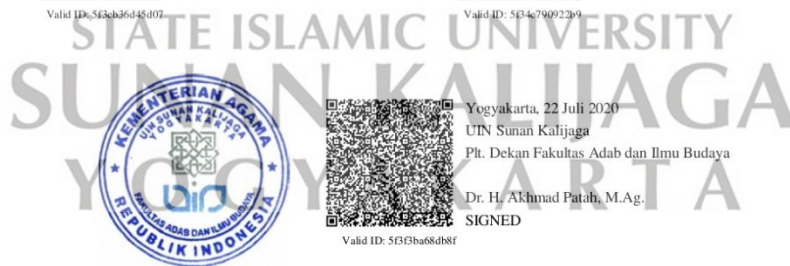 Valid ID: 5f3cb36d45d07
Valid ID: 5f34c790922b9
STATE ISLAMIC UNIVERSITY
SUNAN KALIJAGA
YOGYAKARTA
KEMENTERIAN AGAMA
UIN SUNAN KALIJAGA
YOGYAKARTA
uin
FAKULTAS ADAB DAN ILMU BUDAYA
REPUBLIK INDONESIA
Valid ID: 5f3f3ba68db8f
Yogyakarta, 22 Juli 2020
UIN Sunan Kalijaga
Plt. Dekan Fakultas Adab dan Ilmu Budaya
Dr. H. Akhmad Patah, M.Ag.
SIGNED